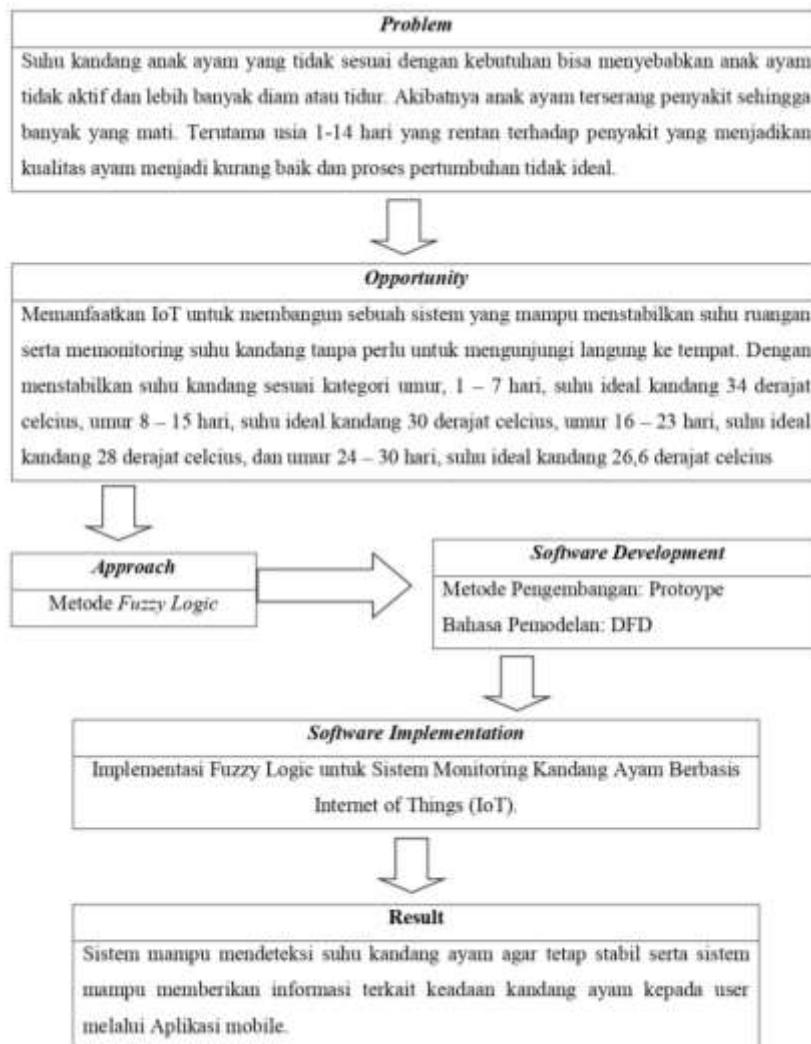 Problem
Suhu kandang anak ayam yang tidak sesuai dengan kebutuhan bisa menyebabkan anak ayam
tidak aktif dan lebih banyak diam atau tidur. Akibatnya anak ayam terserang penyakit sehingga
banyak yang mati. Terutama usia 1-14 hari yang rentan terhadap penyakit yang menjadikan
kualitas ayam menjadi kurang baik dan proses pertumbuhan tidak ideal.
Opportunity
Memanfaatkan IoT untuk membangun sebuah sistem yang mampu menstabilkan suhu ruangan
serta memonitoring suhu kandang tanpa perlu untuk mengunjungi langung ke tempat. Dengan
menstabilkan suhu kandang sesuai kategori umur, 1 – 7 hari, suhu ideal kandang 34 derajat
celcius, umur 8 – 15 hari, suhu ideal kandang 30 derajat celcius, umur 16 – 23 hari, suhu ideal
kandang 28 derajat celcius, dan umur 24 – 30 hari, suhu ideal kandang 26,6 derajat celcius
Approach
Metode Fuzzy Logic
Software Development
Metode Pengembangan: Protoype
Bahasa Pemodelan: DFD
Software Implementation
Implementasi Fuzzy Logic untuk Sistem Monitoring Kandang Ayam Berbasis
Internet of Things (IoT).
Result
Sistem mampu mendeteksi suhu kandang ayam agar tetap stabil serta sistem
mampu memberikan informasi terkait keadaan kandang ayam kepada user
melalui Aplikasi mobile.